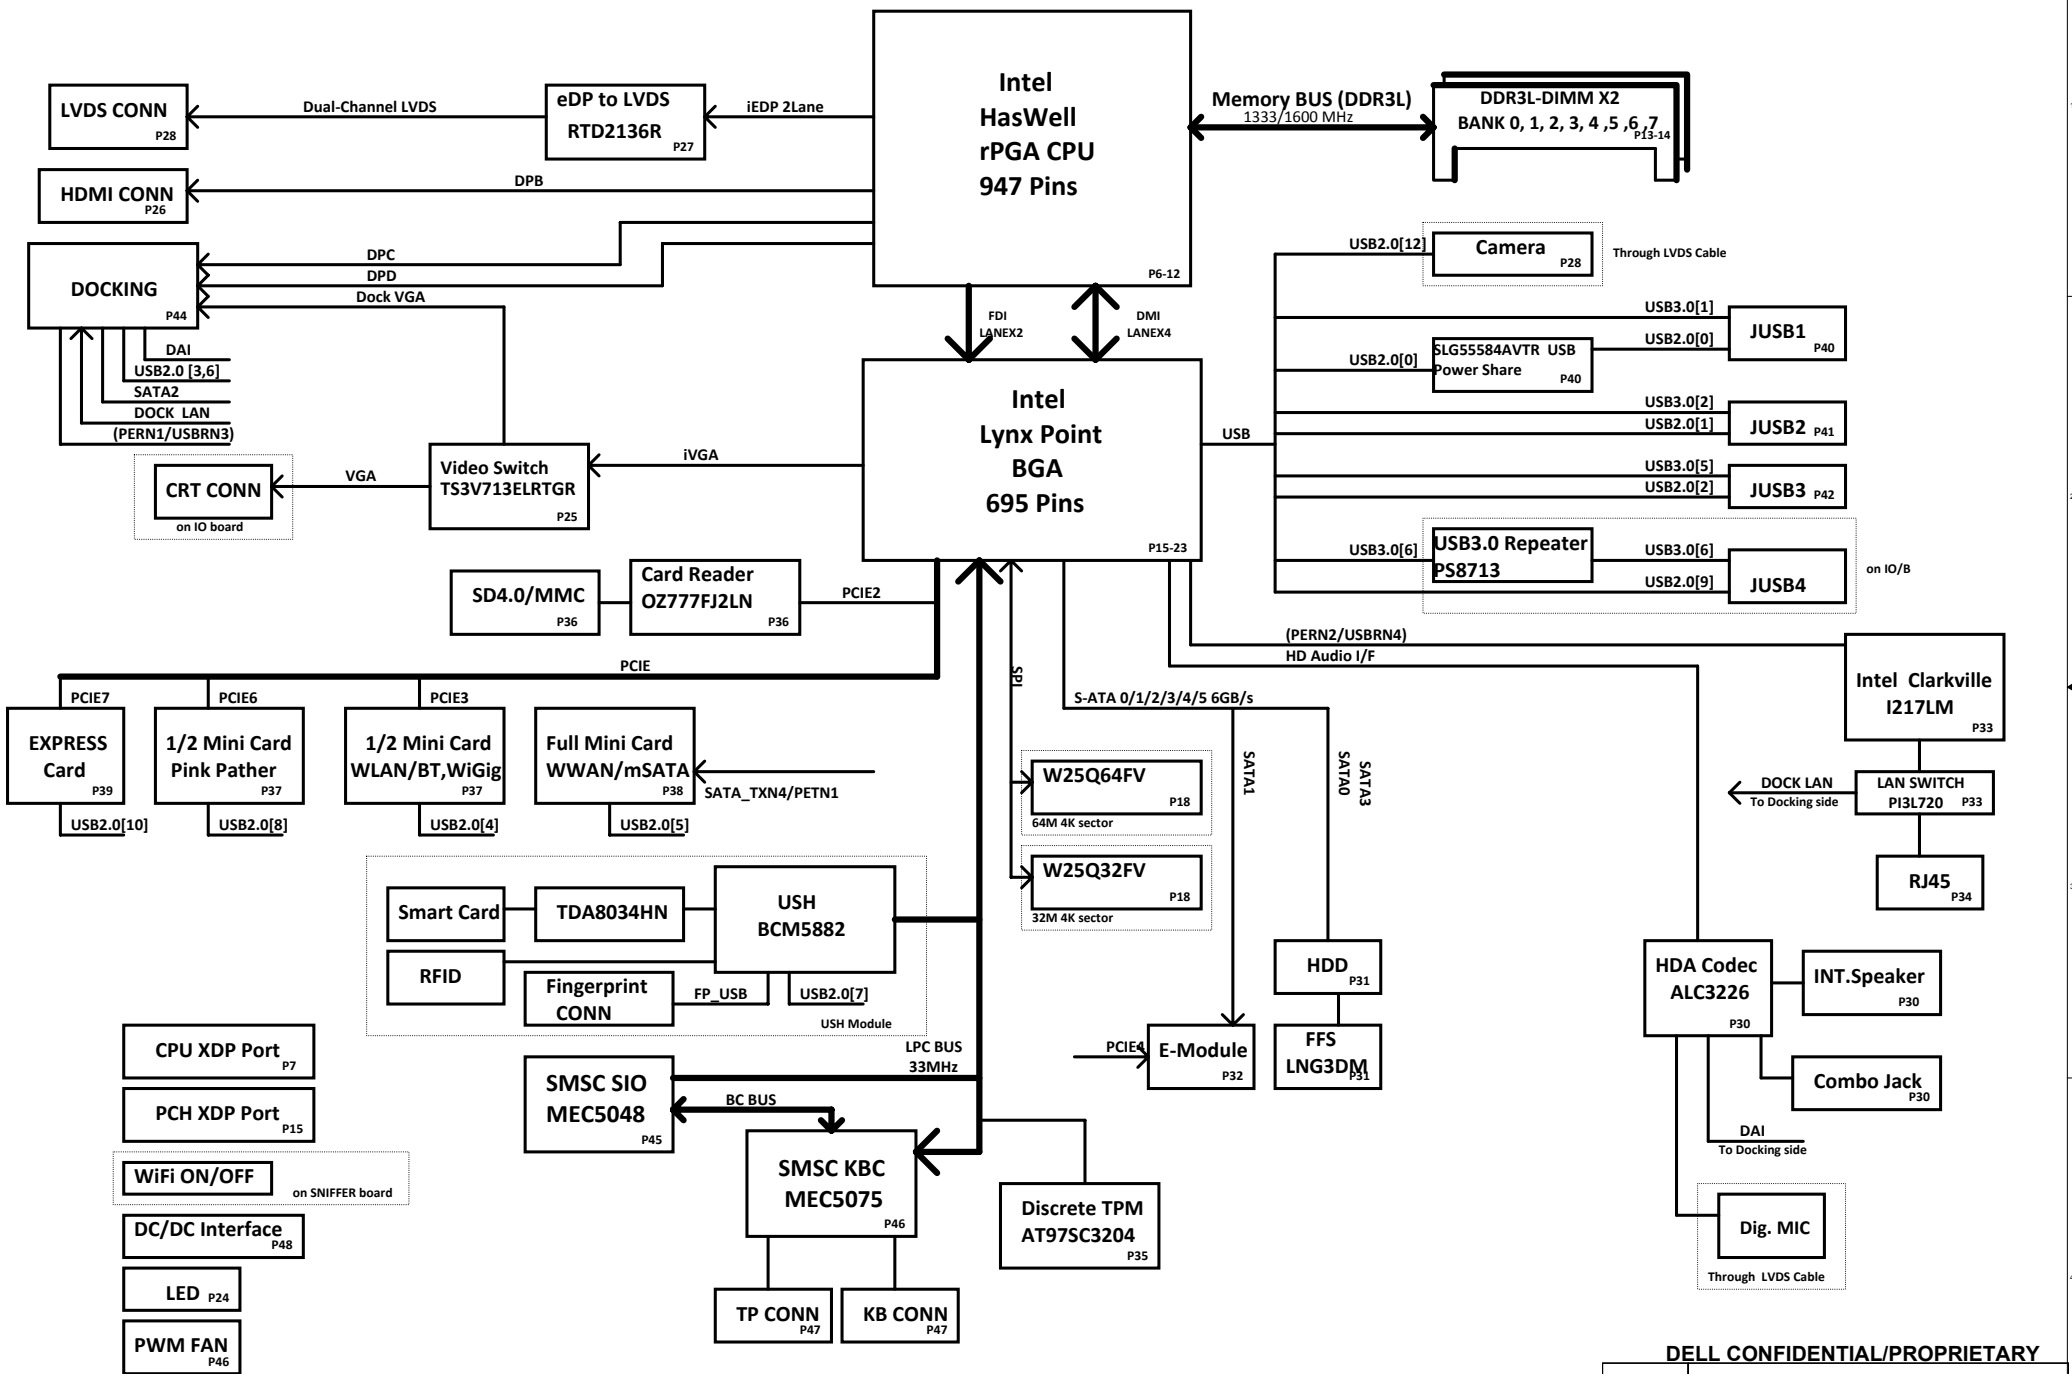 Intel
HasWell
rPGA CPU
947 Pins
P6-12
LVDS CONN
P28
Dual-Channel LVDS
eDP to LVDS
RTD2136R
P27
iEDP 2Lane
Memory BUS (DDR3L)
1333/1600 MHz
DDR3L-DIMM X2
BANK 0, 1, 2, 3, 4 ,5 ,6 ,7
P13-14
HDMI CONN
P26
DPB
DOCKING
P44
DPC
DPD
Dock VGA
DAI
USB2.0 [3,6]
SATA2
DOCK LAN
(PERN1/USBRN3)
FDI
LANEX2
DMI
LANEX4
Intel
Lynx Point
BGA
695 Pins
P15-23
CRT CONN
on IO board
VGA
Video Switch
TS3V713ELRTGR
P25
iVGA
USB
USB2.0[12]
Camera
P28
Through LVDS Cable
USB3.0[1]
JUSB1
P40
USB2.0[0]
SLG55584AVTR USB
Power Share
P40
USB2.0[0]
USB3.0[2]
USB2.0[1]
JUSB2
P41
USB3.0[5]
USB2.0[2]
JUSB3
P42
USB3.0[6]
USB3.0 Repeater
PS8713
USB3.0[6]
USB2.0[9]
JUSB4
on IO/B
SD4.0/MMC
P36
Card Reader
OZ777FJ2LN
P36
PCIE2
(PERN2/USBRN4)
HD Audio I/F
PCIE
SPI
S-ATA 0/1/2/3/4/5 6GB/s
PCIE7
EXPRESS
Card
P39
USB2.0[10]
PCIE6
1/2 Mini Card
Pink Pather
P37
USB2.0[8]
PCIE3
1/2 Mini Card
WLAN/BT,WiGig
P37
USB2.0[4]
Full Mini Card
WWAN/mSATA
P38
USB2.0[5]
SATA_TXN4/PETN1
W25Q64FV
P18
64M 4K sector
W25Q32FV
P18
32M 4K sector
SATA1
SATA3
SATA0
Intel Clarkville
I217LM
P33
DOCK LAN
To Docking side
LAN SWITCH
PI3L720
P33
RJ45
P34
Smart Card
TDA8034HN
USH
BCM5882
RFID
Fingerprint
CONN
FP_USB
USB2.0[7]
USH Module
HDD
P31
FFS
LNG3DM
P31
PCIE4
E-Module
P32
HDA Codec
ALC3226
P30
INT.Speaker
P30
Combo Jack
P30
DAI
To Docking side
Dig. MIC
Through LVDS Cable
LPC BUS
33MHz
SMSC SIO
MEC5048
P45
BC BUS
SMSC KBC
MEC5075
P46
TP CONN
P47
KB CONN
P47
Discrete TPM
AT97SC3204
P35
CPU XDP Port
P7
PCH XDP Port
P15
WiFi ON/OFF
on SNIFFER board
DC/DC Interface
P48
LED
P24
PWM FAN
P46
DELL CONFIDENTIAL/PROPRIETARY